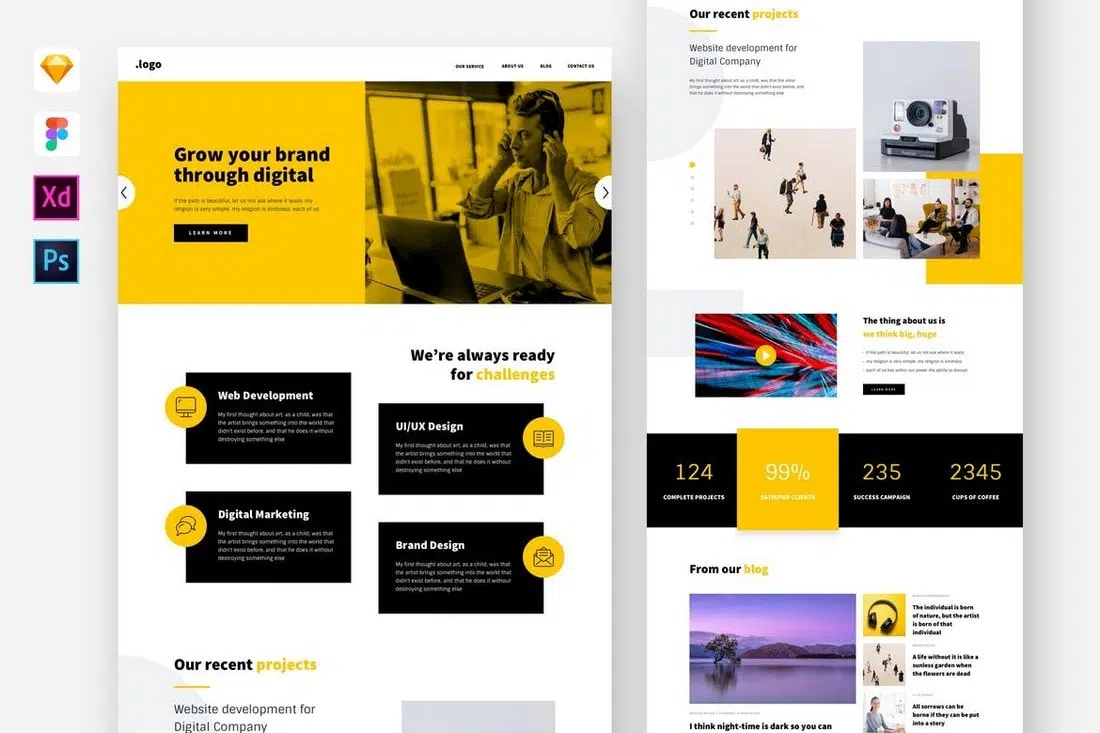 Xd
Ps
.logo
OUR SERVICE
ABOUT US
BLOG
CONTACT US
Grow your brand
through digital
If the path is beautiful, let us not ask where it leads. my
religion is very simple. my religion is kindness. each of us
LEARN MORE
We're always ready
for challenges
Web Development
My first thought about art, as a child, was that
the artist brings something into the world that
didn't exist before, and that he does it without
destroying something else
UI/UX Design
My first thought about art, as a child, was that
the artist brings something into the world that
didn't exist before, and that he does it without
destroying something else
Digital Marketing
My first thought about art, as a child, was that
the artist brings something into the world that
didn't exist before, and that he does it without
destroying something else
Brand Design
My first thought about art, as a child, was that
the artist brings something into the world that
didn't exist before, and that he does it without
destroying something else
Our recent projects
Website development for
Digital Company
Our recent projects
Website development for
Digital Company
My first thought about art, as a child, was that the artist
brings something into the world that didn't exist before, and
that he does it without destroying something else
The thing about us is
we think big, huge
- If the path is beautiful, let us not ask where it leads.
- my religion is very simple. my religion is kindness.
- each of us has within our power the ability to disrupt.
LEARN MORE
124
COMPLETE PROJECTS
99%
SATISFIED CLIENTS
235
SUCCESS CAMPAIGN
2345
CUPS OF COFFEE
From our blog
I think night-time is dark so you can
The individual is born
of nature, but the artist
is born of that
individual
A life without it is like a
sunless garden when
the flowers are dead
All sorrows can be
borne if they can be put
into a story